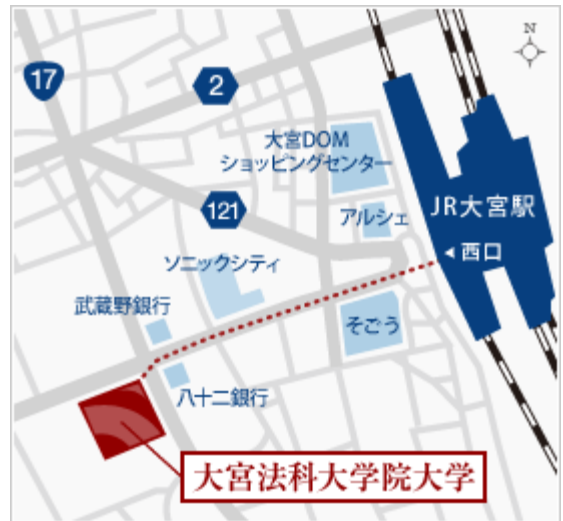 N
17
2
大宮DOM
ショッピングセンター
121
アルシェ
JR大宮駅
西口
ソニックシティ
武蔵野銀行
そごう
八十二銀行
大宮法科大学院大学